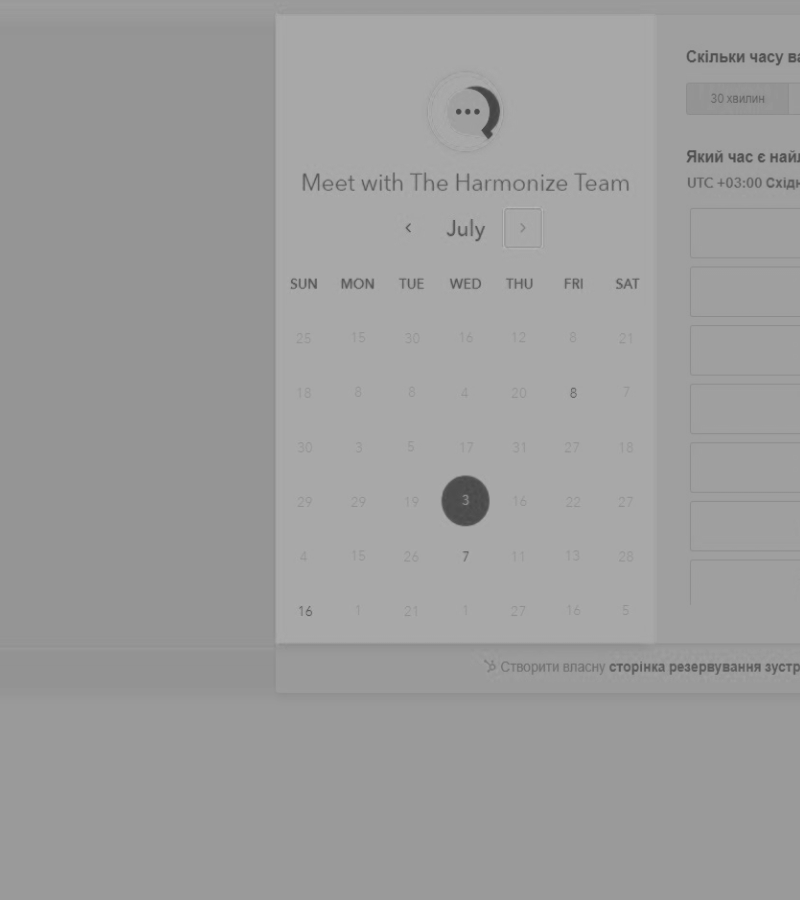 Meet with The Harmonize Team
July
SUN MON TUE WED THU FRI SAT
25 15 30 16 12 8 21
18 6 8 4 20 8 7
30 3 5 17 31 27 18
29 29 19 3 16 22 27
4 15 26 7 11 13 28
16 1 21 1 27 16 5
Скільки часу ва
30 хвилин
Який час є най
UTC +03:00 Східн
Створити власну сторінка резервування зустр